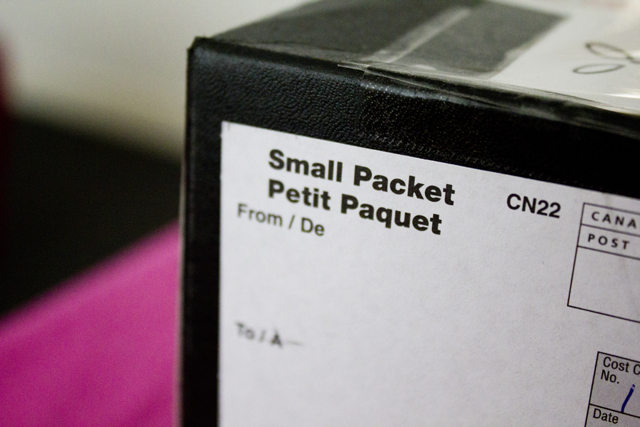 Small Packet
Petit Paquet
CN22
From / De
CANA
POST
To / À
Cost C
No.
Date